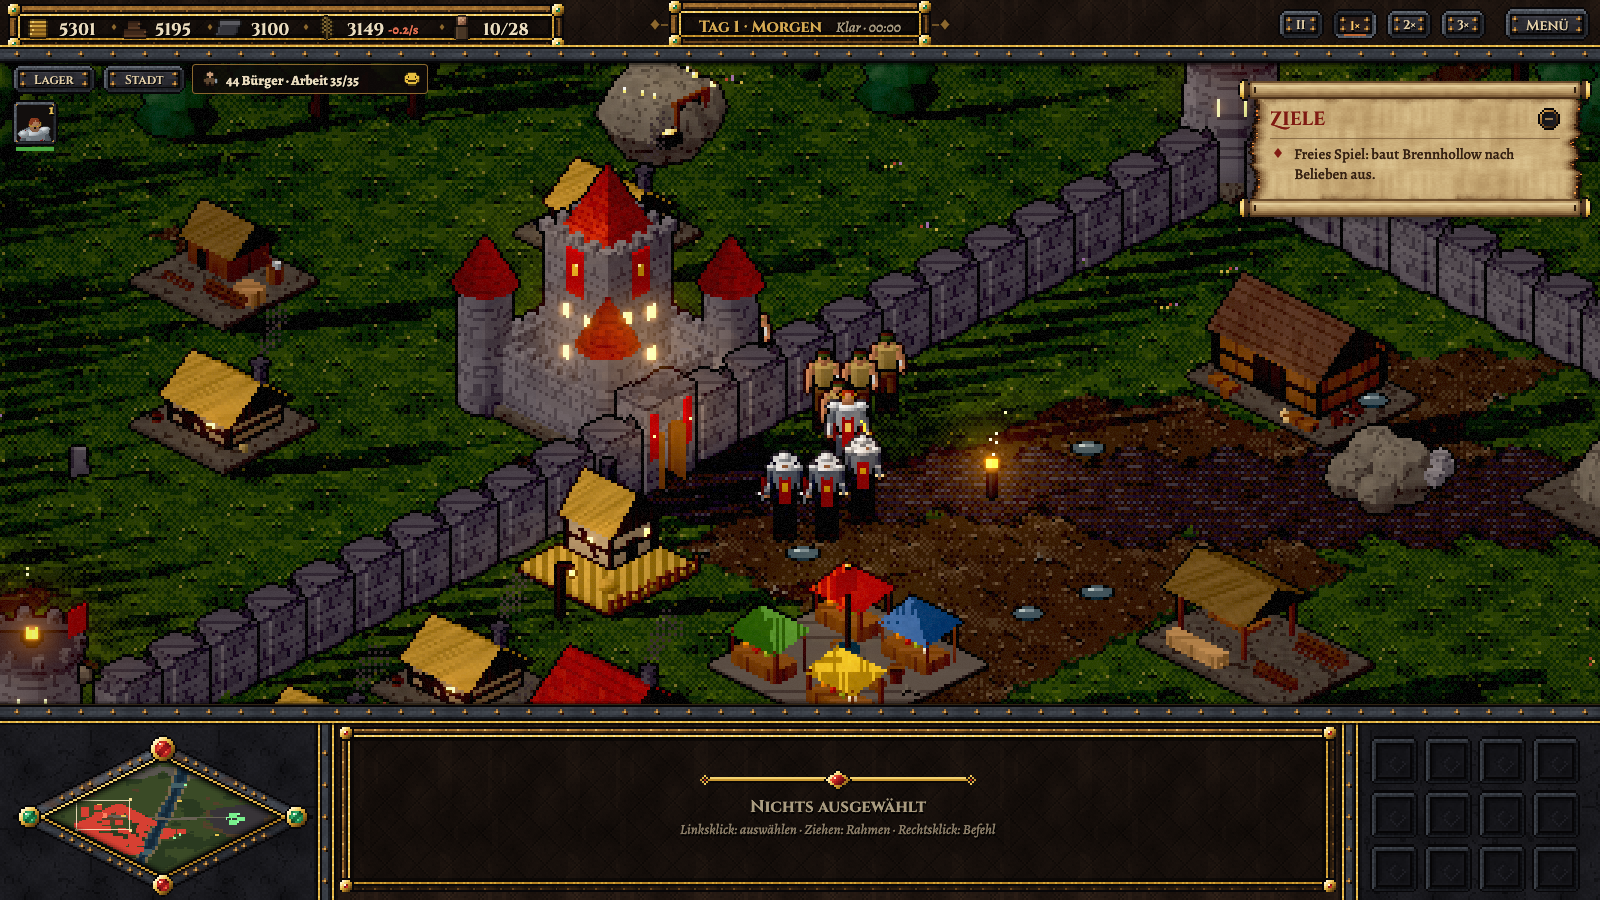 5301 5195 3100 3149 -0.2/s 10/28
Tag 1 · Morgen Klar · 00:00
II 1× 2× 3× Menü
Lager Stadt 44 Bürger · Arbeit 35/35
1
Ziele
Freies Spiel: baut Brennhollow nach
Belieben aus.
Nichts ausgewählt
Linksklick: auswählen · Ziehen: Rahmen · Rechtsklick: Befehl